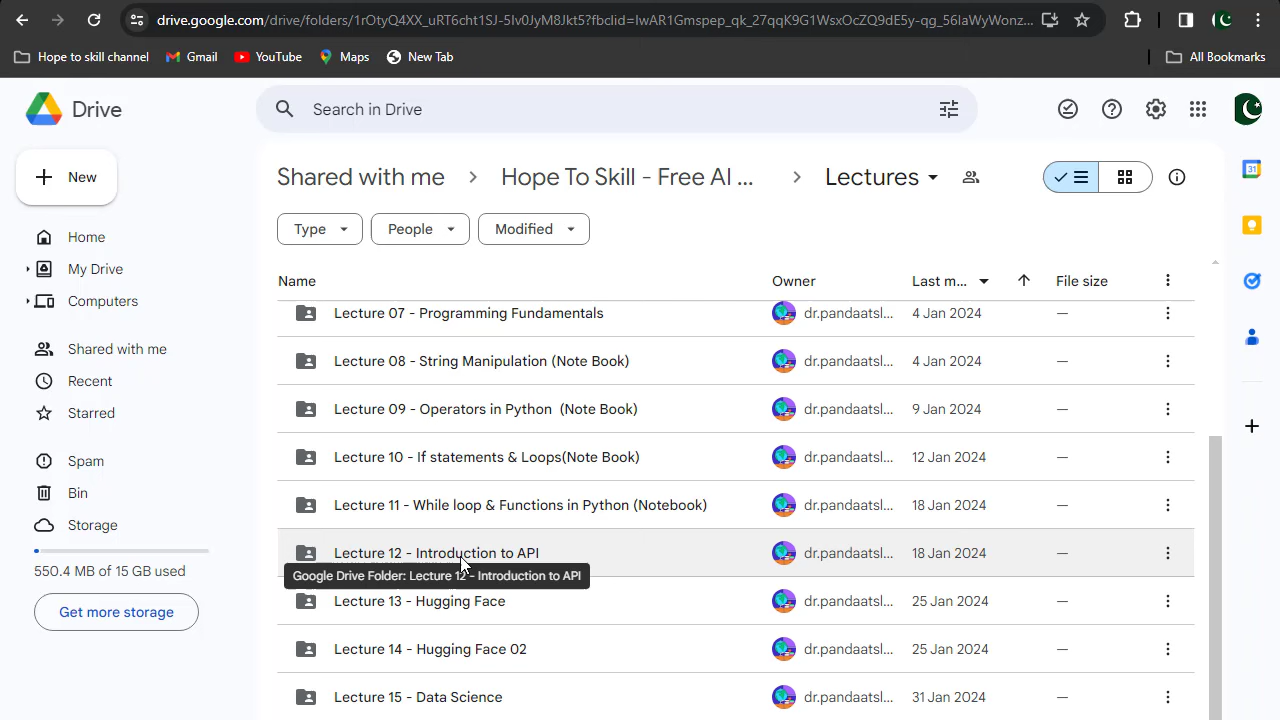 drive.google.com/drive/folders/1rOtyQ4XX_uRT6cht1SJ-5Iv0JyM8Jkt5?fbclid=IwAR1Gmspep_qk_27qqK9G1WsxOcZQ9dE5y-qg_56IaWyWonz...
Hope to skill channel
Gmail
YouTube
Maps
New Tab
All Bookmarks
Drive
Search in Drive
New
Shared with me
Hope To Skill - Free AI ...
Lectures
Type
People
Modified
Home
My Drive
Computers
Shared with me
Recent
Starred
Spam
Bin
Storage
550.4 MB of 15 GB used
Get more storage
Name Owner Last m... File size
Lecture 07 - Programming Fundamentals dr.pandaatsl... 4 Jan 2024 —
Lecture 08 - String Manipulation (Note Book) dr.pandaatsl... 4 Jan 2024 —
Lecture 09 - Operators in Python (Note Book) dr.pandaatsl... 9 Jan 2024 —
Lecture 10 - If statements & Loops(Note Book) dr.pandaatsl... 12 Jan 2024 —
Lecture 11 - While loop & Functions in Python (Notebook) dr.pandaatsl... 18 Jan 2024 —
Lecture 12 - Introduction to API dr.pandaatsl... 18 Jan 2024 —
Google Drive Folder: Lecture 12 - Introduction to API
Lecture 13 - Hugging Face dr.pandaatsl... 25 Jan 2024 —
Lecture 14 - Hugging Face 02 dr.pandaatsl... 25 Jan 2024 —
Lecture 15 - Data Science dr.pandaatsl... 31 Jan 2024 —
31